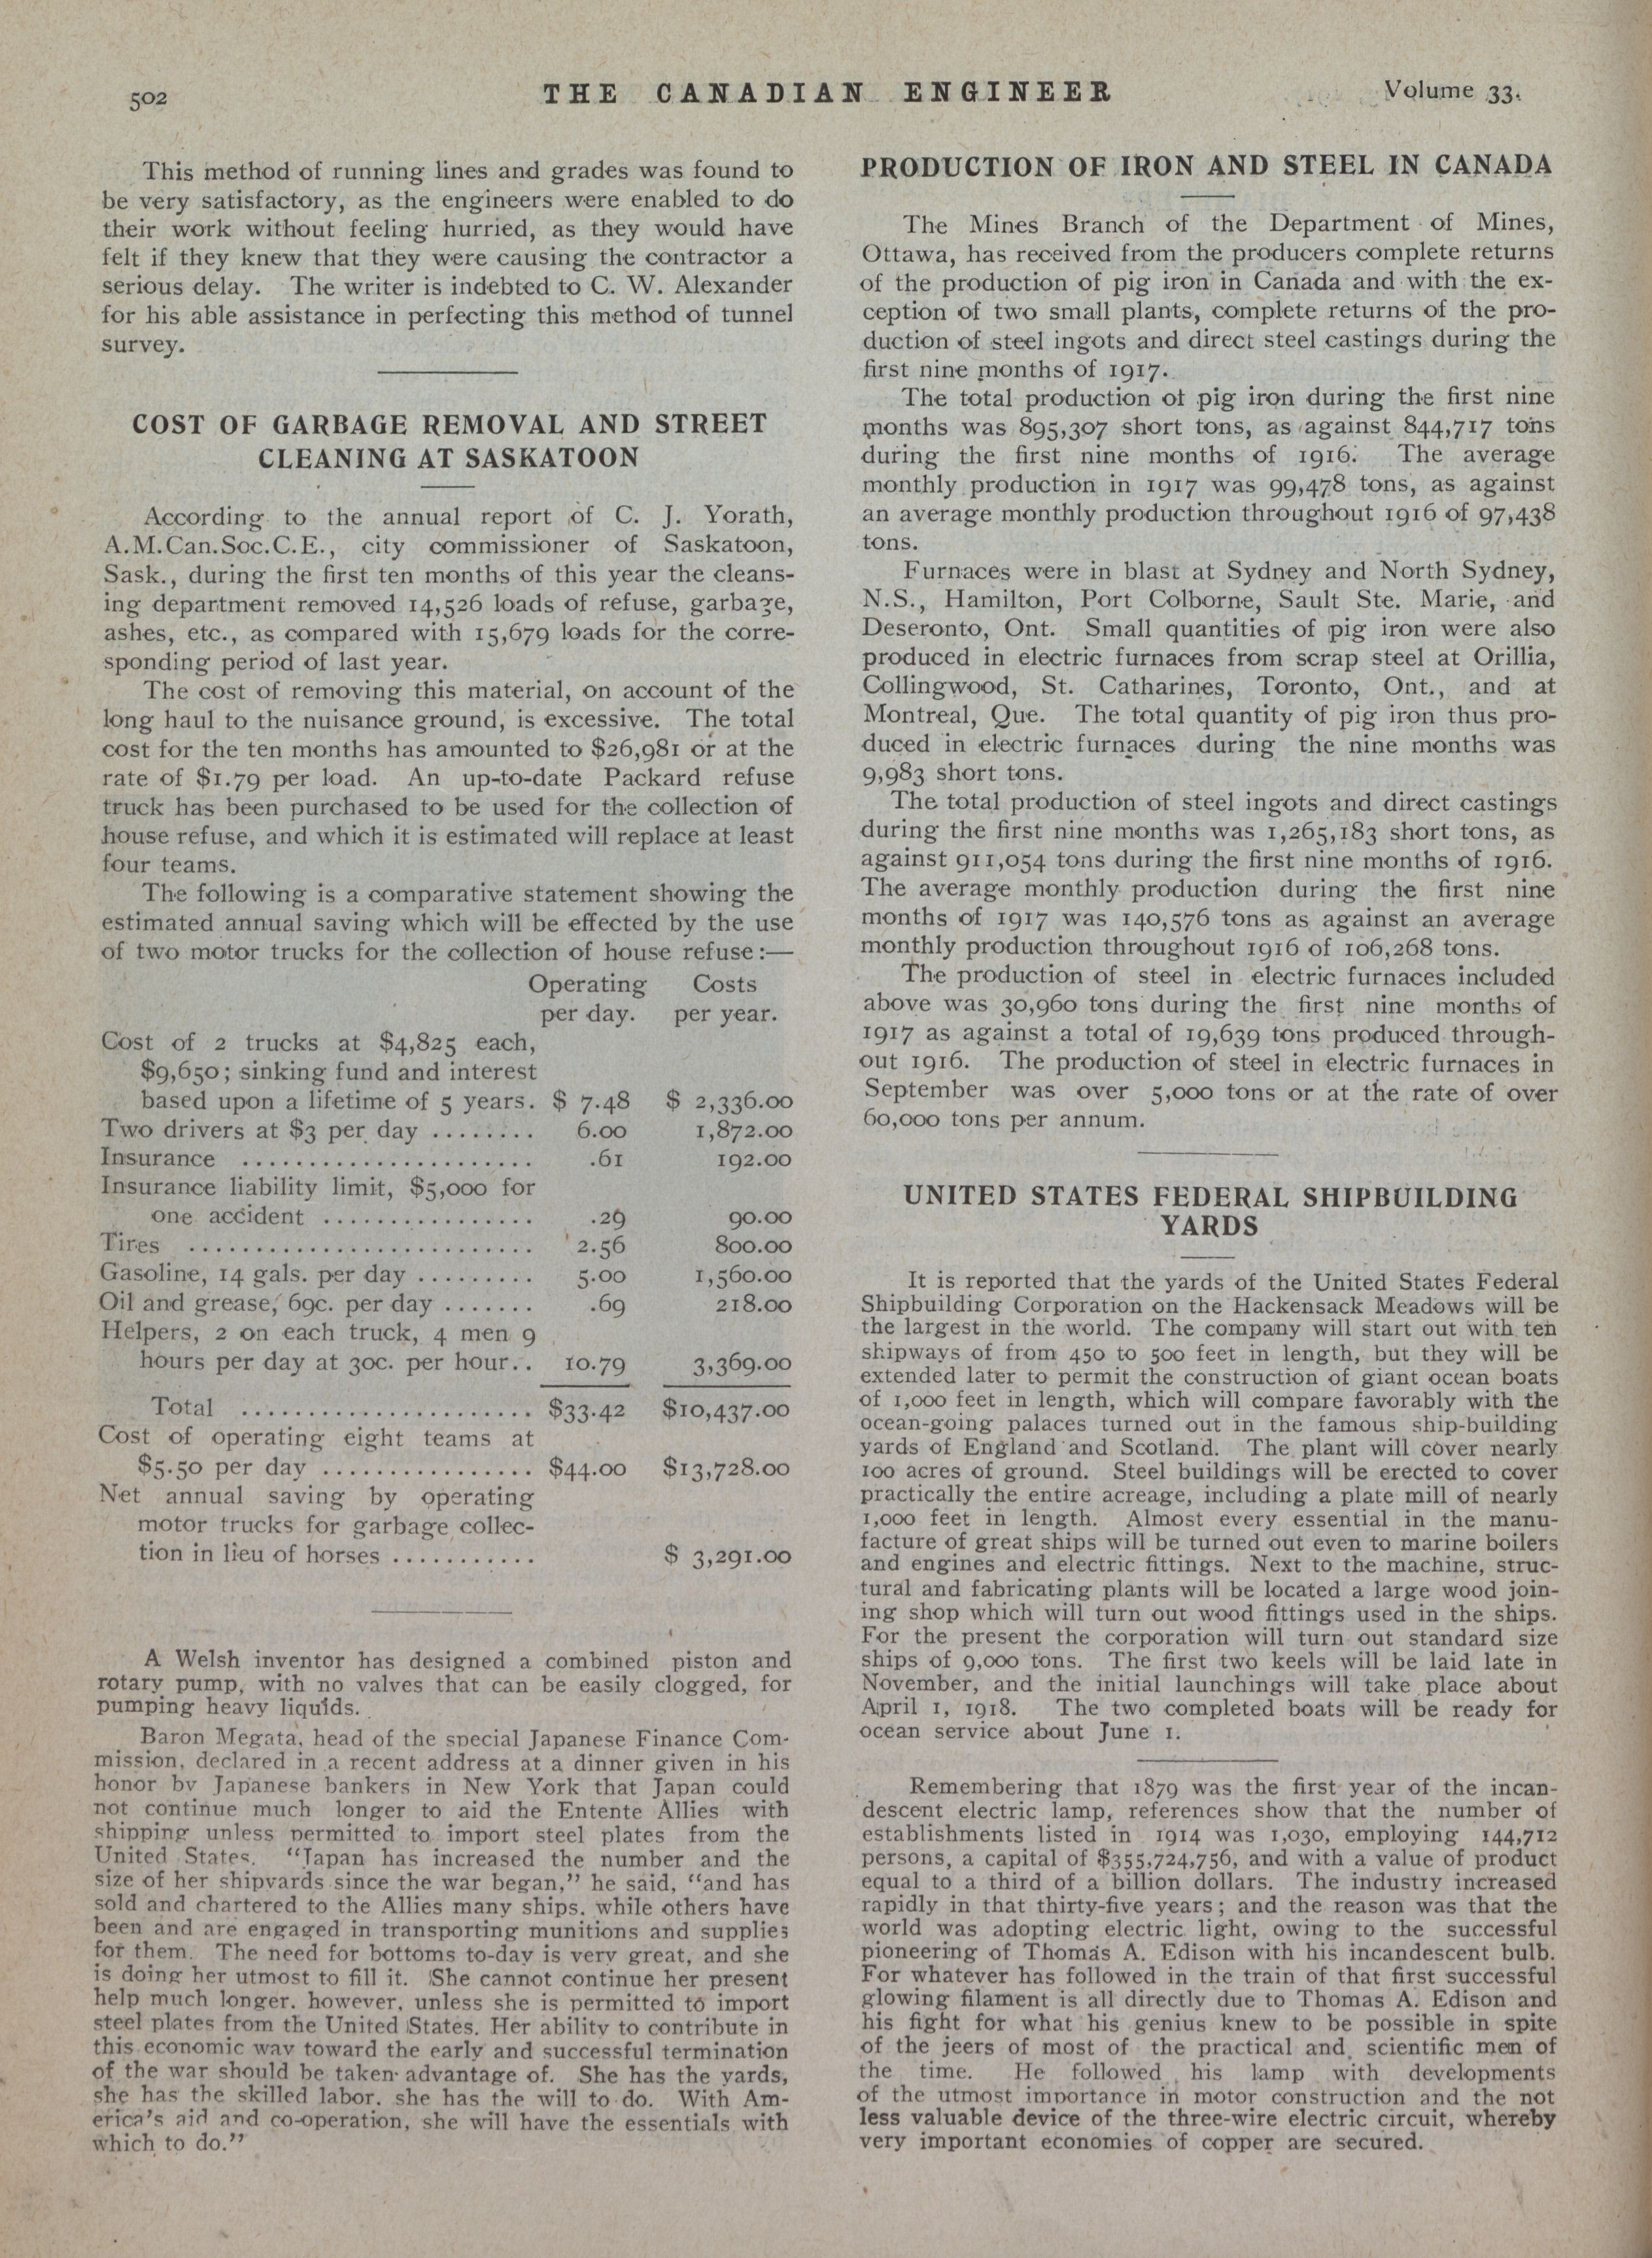 502
THE CANADIAN ENGINEER
Volume 33.
This method of running lines and grades was found to
be very satisfactory, as the engineers were enabled to do
their work without feeling hurried, as they would have
felt if they knew that they were causing the contractor a
serious delay. The writer is indebted to C. W. Alexander
for his able assistance in perfecting this method of tunnel
survey.
COST OF GARBAGE REMOVAL AND STREET
CLEANING AT SASKATOON
According to the annual report of C. J. Yorath,
A.M.Can.Soc.C.E., city commissioner of Saskatoon,
Sask., during the first ten months of this year the cleans-
ing department removed 14,526 loads of refuse, garbage,
ashes, etc., as compared with 15,679 loads for the corre-
sponding period of last year.
The cost of removing this material, on account of the
long haul to the nuisance ground, is excessive. The total
cost for the ten months has amounted to $26,981 or at the
rate of $1.79 per load. An up-to-date Packard refuse
truck has been purchased to be used for the collection of
house refuse, and which it is estimated will replace at least
four teams.
The following is a comparative statement showing the
estimated annual saving which will be effected by the use
of two motor trucks for the collection of house refuse:—
Operating Costs
per day. per year.
Cost of 2 trucks at $4,825 each,
$9,650; sinking fund and interest
based upon a lifetime of 5 years. $ 7.48 $ 2,336.00
Two drivers at $3 per day ........ 6.00 1,872.00
Insurance ...................... .61 192.00
Insurance liability limit, $5,000 for
one accident ................ .29 90.00
Tires .......................... 2.56 800.00
Gasoline, 14 gals. per day ......... 5.00 1,560.00
Oil and grease, 69c. per day ....... .69 218.00
Helpers, 2 on each truck, 4 men 9
hours per day at 30c. per hour.. 10.79 3,369.00
Total ...................... $33.42 $10,437.00
Cost of operating eight teams at
$5.50 per day ................ $44.00 $13,728.00
Net annual saving by operating
motor trucks for garbage collec-
tion in lieu of horses ........... $ 3,291.00
A Welsh inventor has designed a combined piston and
rotary pump, with no valves that can be easily clogged, for
pumping heavy liquids.
Baron Megata, head of the special Japanese Finance Com-
mission, declared in a recent address at a dinner given in his
honor by Japanese bankers in New York that Japan could
not continue much longer to aid the Entente Allies with
shipping unless permitted to import steel plates from the
United States. "Japan has increased the number and the
size of her shipyards since the war began," he said, "and has
sold and chartered to the Allies many ships, while others have
been and are engaged in transporting munitions and supplies
for them. The need for bottoms to-day is very great, and she
is doing her utmost to fill it. She cannot continue her present
help much longer, however, unless she is permitted to import
steel plates from the United States. Her ability to contribute in
this economic way toward the early and successful termination
of the war should be taken advantage of. She has the yards,
she has the skilled labor, she has the will to do. With Am-
erica's aid and co-operation, she will have the essentials with
which to do."
PRODUCTION OF IRON AND STEEL IN CANADA
The Mines Branch of the Department of Mines,
Ottawa, has received from the producers complete returns
of the production of pig iron in Canada and with the ex-
ception of two small plants, complete returns of the pro-
duction of steel ingots and direct steel castings during the
first nine months of 1917.
The total production of pig iron during the first nine
months was 895,307 short tons, as against 844,717 tons
during the first nine months of 1916. The average
monthly production in 1917 was 99,478 tons, as against
an average monthly production throughout 1916 of 97,438
tons.
Furnaces were in blast at Sydney and North Sydney,
N.S., Hamilton, Port Colborne, Sault Ste. Marie, and
Deseronto, Ont. Small quantities of pig iron were also
produced in electric furnaces from scrap steel at Orillia,
Collingwood, St. Catharines, Toronto, Ont., and at
Montreal, Que. The total quantity of pig iron thus pro-
duced in electric furnaces during the nine months was
9,983 short tons.
The total production of steel ingots and direct castings
during the first nine months was 1,265,183 short tons, as
against 911,054 tons during the first nine months of 1916.
The average monthly production during the first nine
months of 1917 was 140,576 tons as against an average
monthly production throughout 1916 of 106,268 tons.
The production of steel in electric furnaces included
above was 30,960 tons during the first nine months of
1917 as against a total of 19,639 tons produced through-
out 1916. The production of steel in electric furnaces in
September was over 5,000 tons or at the rate of over
60,000 tons per annum.
UNITED STATES FEDERAL SHIPBUILDING
YARDS
It is reported that the yards of the United States Federal
Shipbuilding Corporation on the Hackensack Meadows will be
the largest in the world. The company will start out with ten
shipways of from 450 to 500 feet in length, but they will be
extended later to permit the construction of giant ocean boats
of 1,000 feet in length, which will compare favorably with the
ocean-going palaces turned out in the famous ship-building
yards of England and Scotland. The plant will cover nearly
100 acres of ground. Steel buildings will be erected to cover
practically the entire acreage, including a plate mill of nearly
1,000 feet in length. Almost every essential in the manu-
facture of great ships will be turned out even to marine boilers
and engines and electric fittings. Next to the machine, struc-
tural and fabricating plants will be located a large wood join-
ing shop which will turn out wood fittings used in the ships.
For the present the corporation will turn out standard size
ships of 9,000 tons. The first two keels will be laid late in
November, and the initial launchings will take place about
April 1, 1918. The two completed boats will be ready for
ocean service about June 1.
Remembering that 1879 was the first year of the incan-
descent electric lamp, references show that the number of
establishments listed in 1914 was 1,030, employing 144,712
persons, a capital of $355,724,756, and with a value of product
equal to a third of a billion dollars. The industry increased
rapidly in that thirty-five years; and the reason was that the
world was adopting electric light, owing to the successful
pioneering of Thomas A. Edison with his incandescent bulb.
For whatever has followed in the train of that first successful
glowing filament is all directly due to Thomas A. Edison and
his fight for what his genius knew to be possible in spite
of the jeers of most of the practical and scientific men of
the time. He followed his lamp with developments
of the utmost importance in motor construction and the not
less valuable device of the three-wire electric circuit, whereby
very important economies of copper are secured.